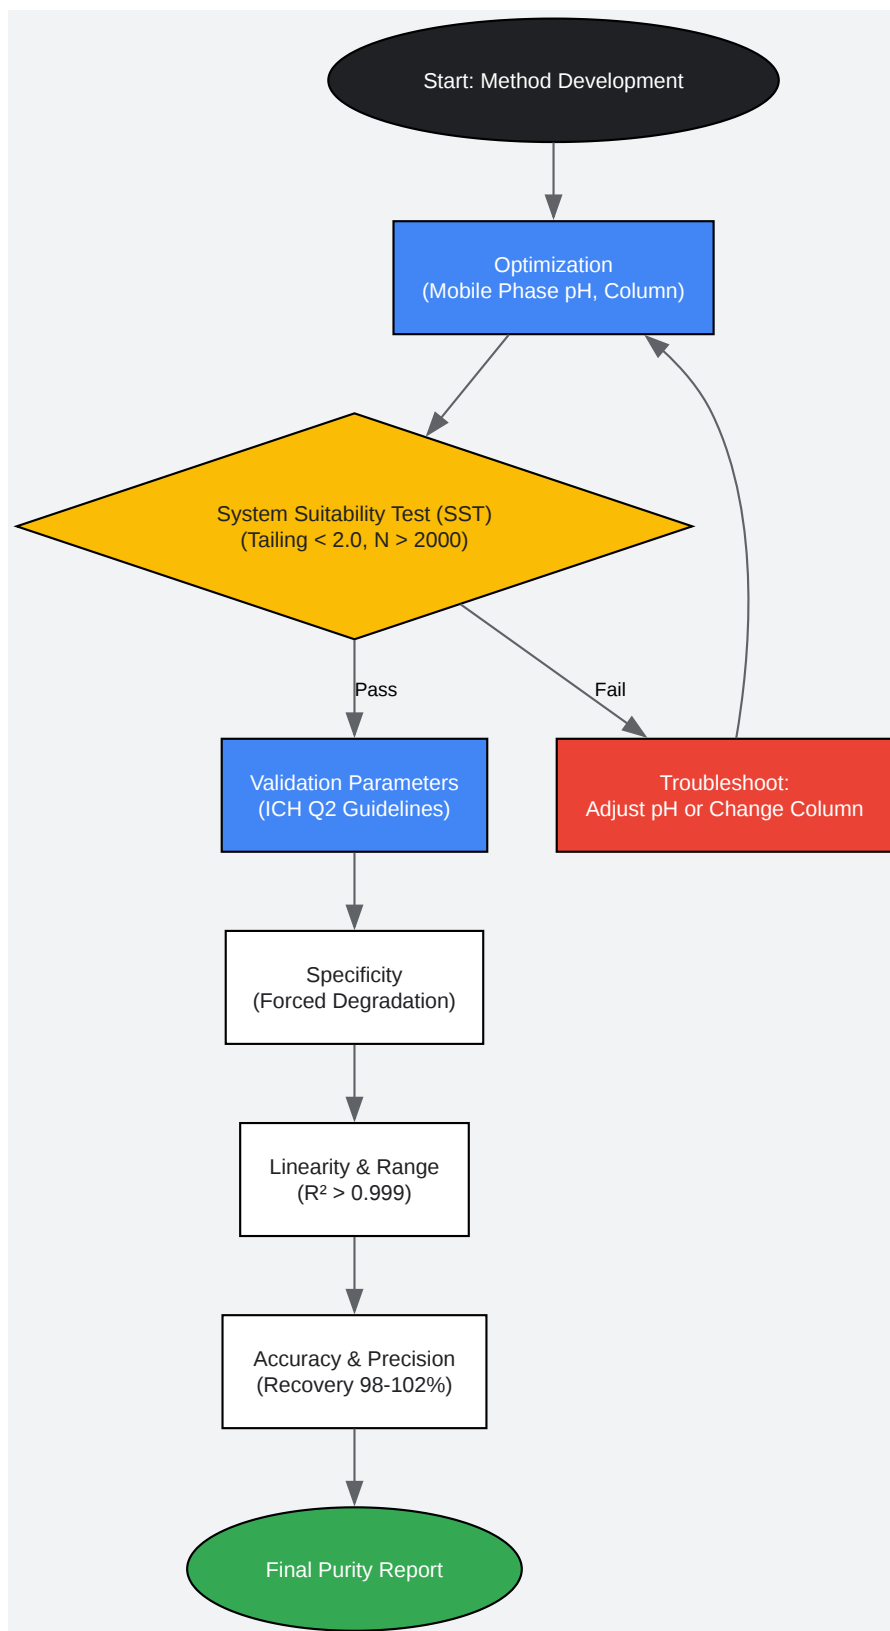 Start: Method Development
Optimization
(Mobile Phase pH, Column)
System Suitability Test (SST)
(Tailing < 2.0, N > 2000)
Pass
Fail
Validation Parameters
(ICH Q2 Guidelines)
Troubleshoot:
Adjust pH or Change Column
Specificity
(Forced Degradation)
Linearity & Range
(R² > 0.999)
Accuracy & Precision
(Recovery 98-102%)
Final Purity Report